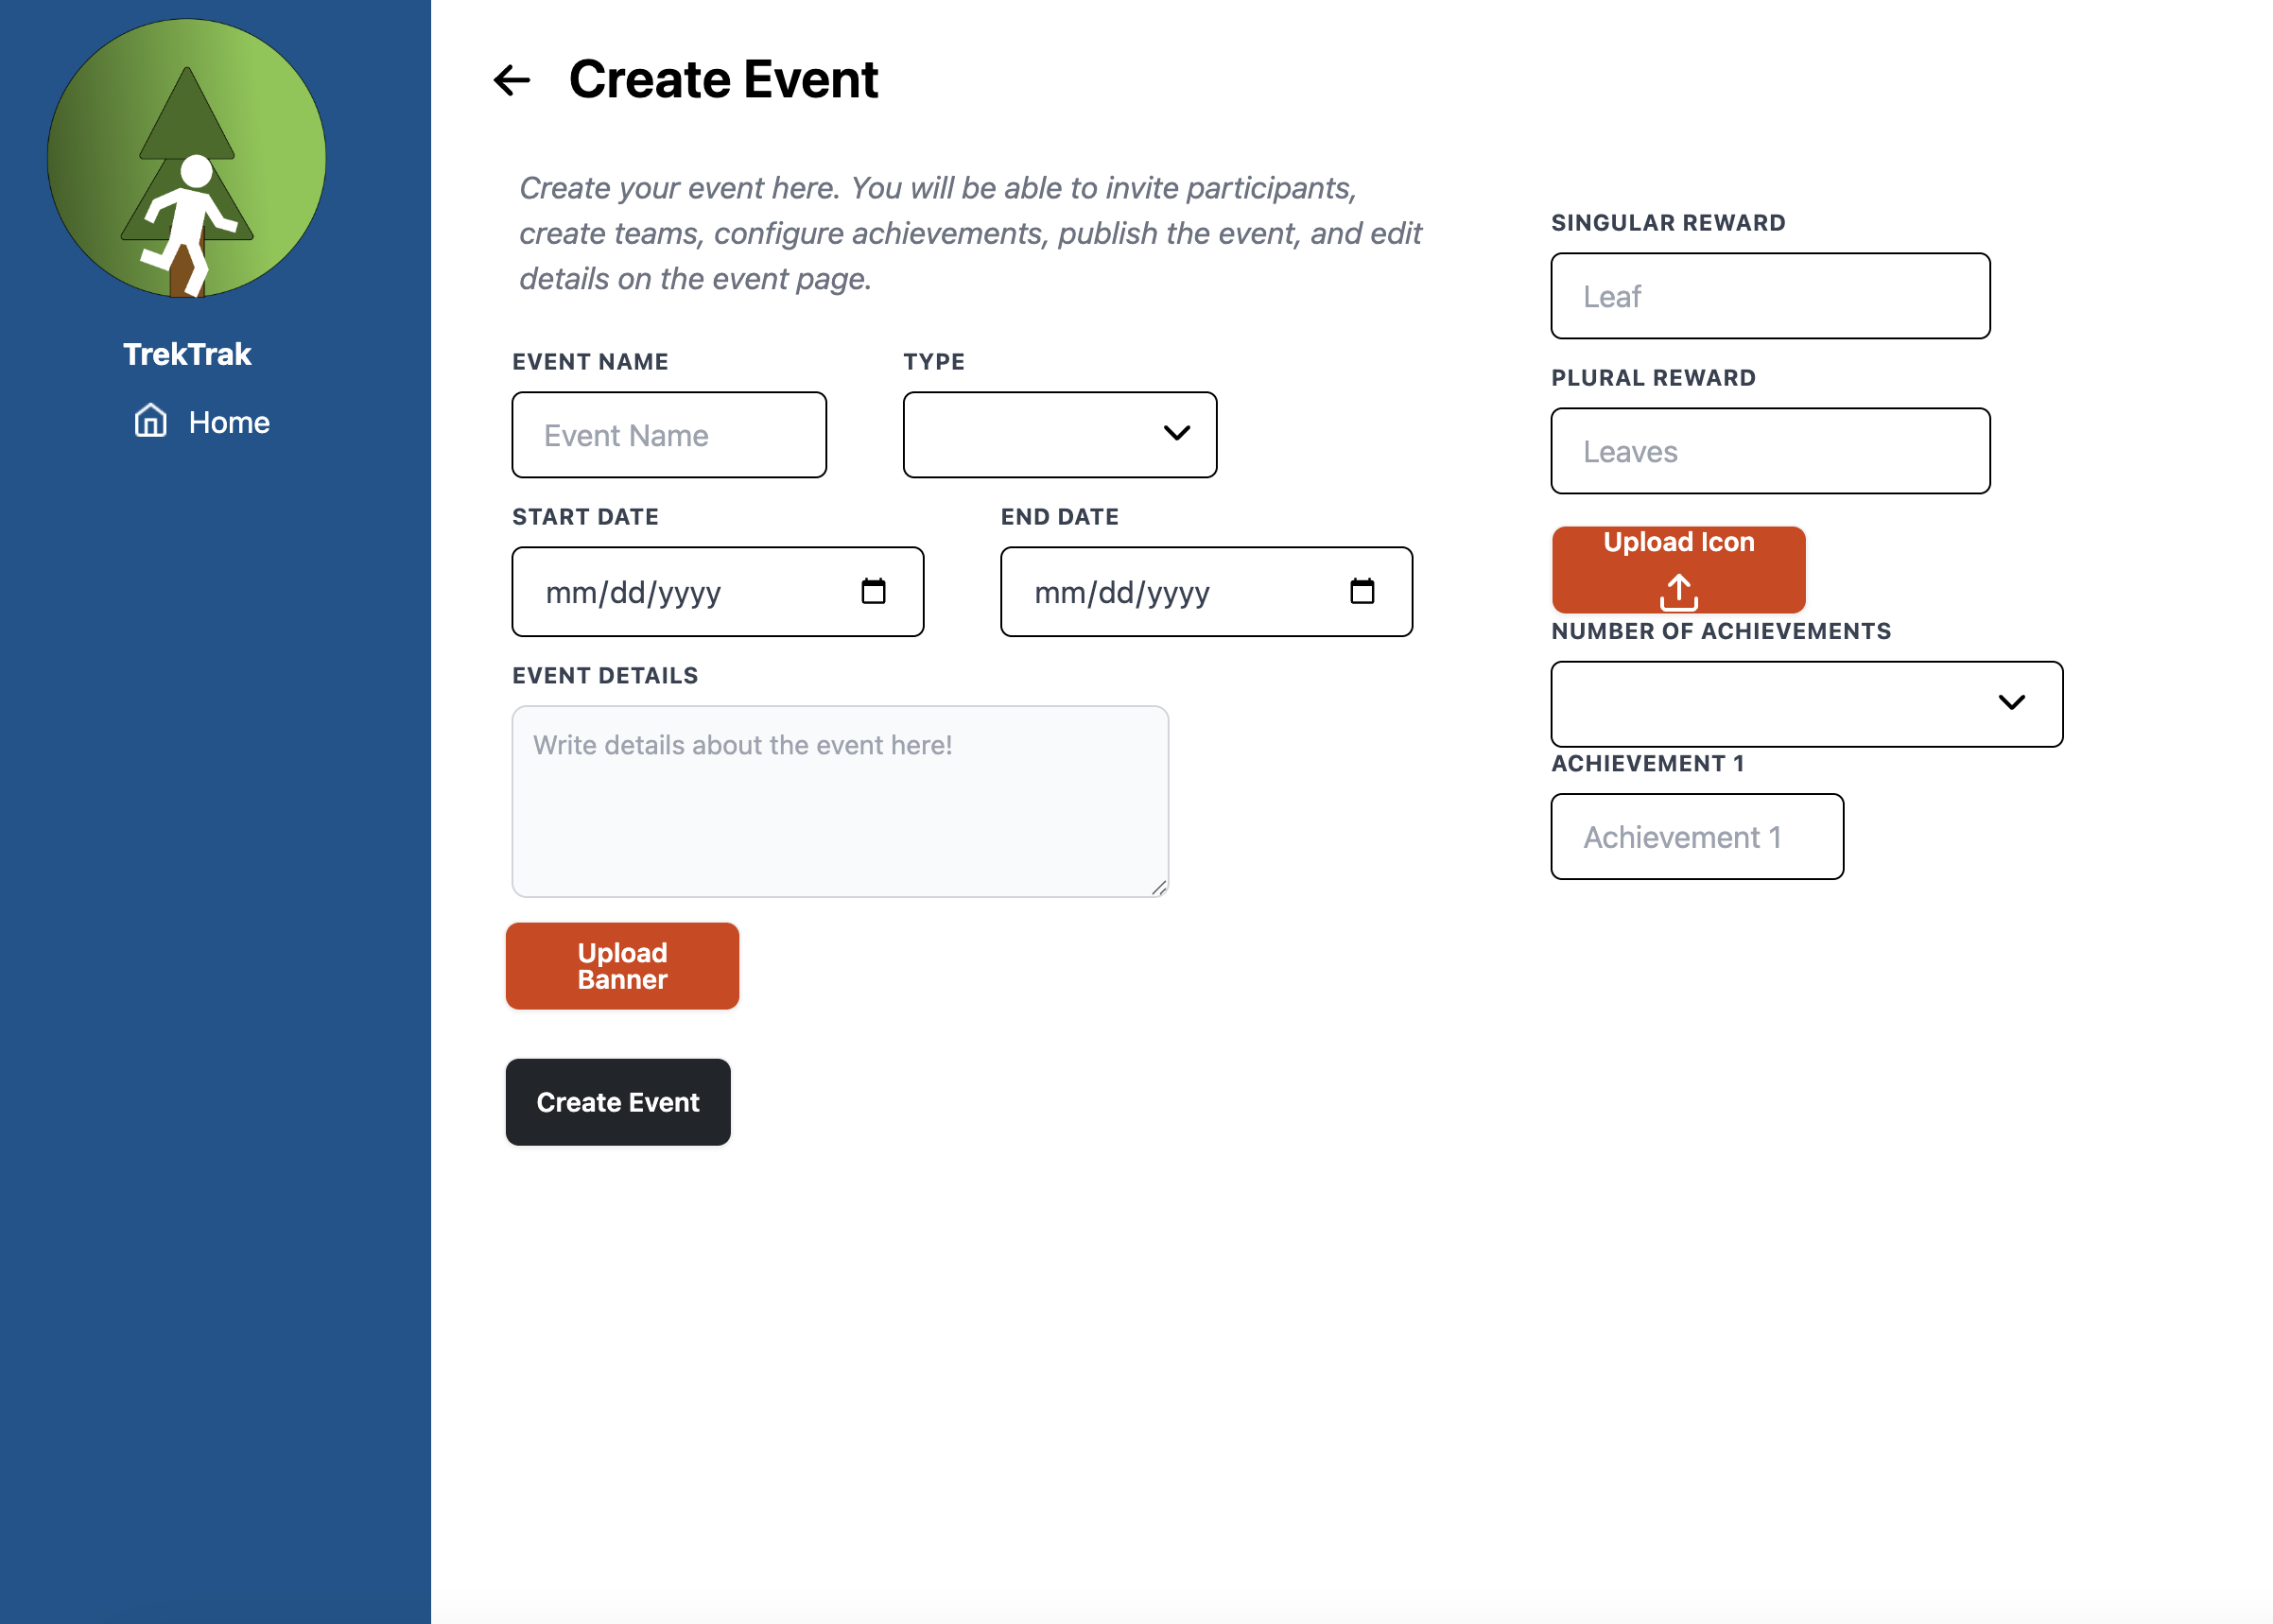 TrekTrak
Home
Create Event
Create your event here. You will be able to invite participants,
create teams, configure achievements, publish the event, and edit
details on the event page.
EVENT NAME
TYPE
Event Name
START DATE
END DATE
mm/dd/yyyy
mm/dd/yyyy
EVENT DETAILS
Write details about the event here!
Upload
Banner
Create Event
SINGULAR REWARD
Leaf
PLURAL REWARD
Leaves
Upload Icon
NUMBER OF ACHIEVEMENTS
ACHIEVEMENT 1
Achievement 1